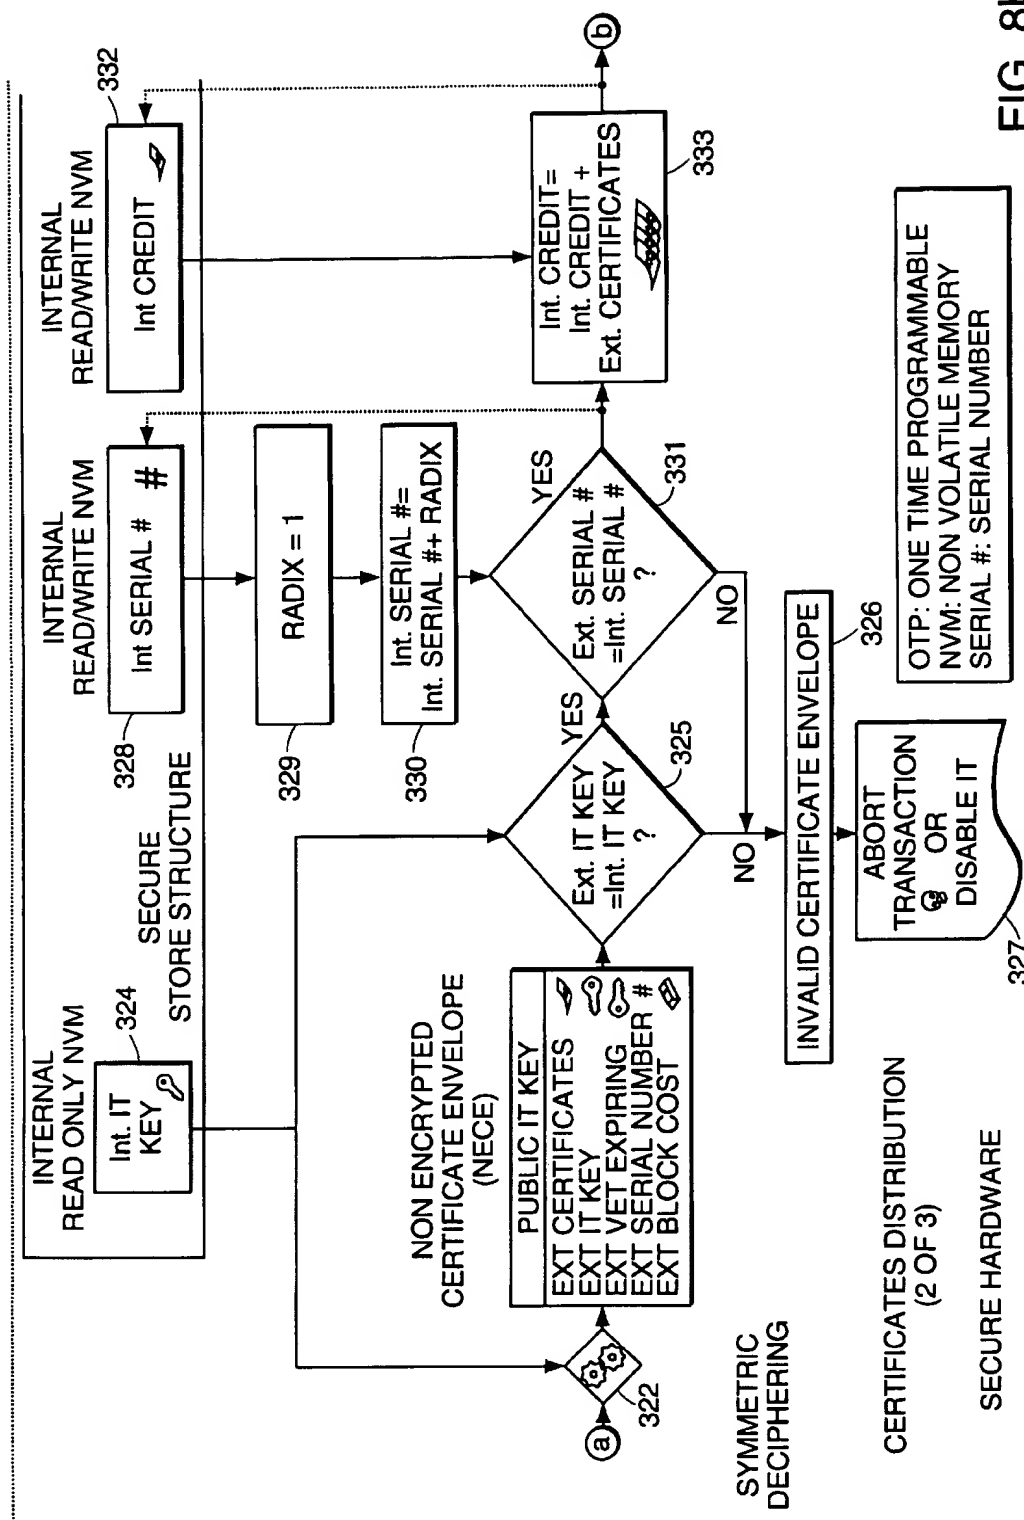 INTERNAL
READ ONLY NVM
Int. IT
KEY
324
SECURE
STORE STRUCTURE
INTERNAL
READ/WRITE NVM
Int SERIAL #
#
328
INTERNAL
READ/WRITE NVM
Int CREDIT
332
RADIX = 1
329
Int. SERIAL #=
Int. SERIAL #+ RADIX
330
NON ENCRYPTED
CERTIFICATE ENVELOPE
(NECE)
PUBLIC IT KEY
EXT CERTIFICATES
EXT IT KEY
EXT VET EXPIRING
EXT SERIAL NUMBER #
EXT BLOCK COST
a
322
Ext. IT KEY
=Int. IT KEY
?
325
YES
NO
Ext. SERIAL #
=Int. SERIAL #
?
331
YES
NO
Int. CREDIT=
Int. CREDIT +
Ext. CERTIFICATES
333
b
SYMMETRIC
DECIPHERING
INVALID CERTIFICATE ENVELOPE
326
ABORT
TRANSACTION
OR
DISABLE IT
327
OTP: ONE TIME PROGRAMMABLE
NVM: NON VOLATILE MEMORY
SERIAL #: SERIAL NUMBER
CERTIFICATES DISTRIBUTION
(2 OF 3)
SECURE HARDWARE
FIG.